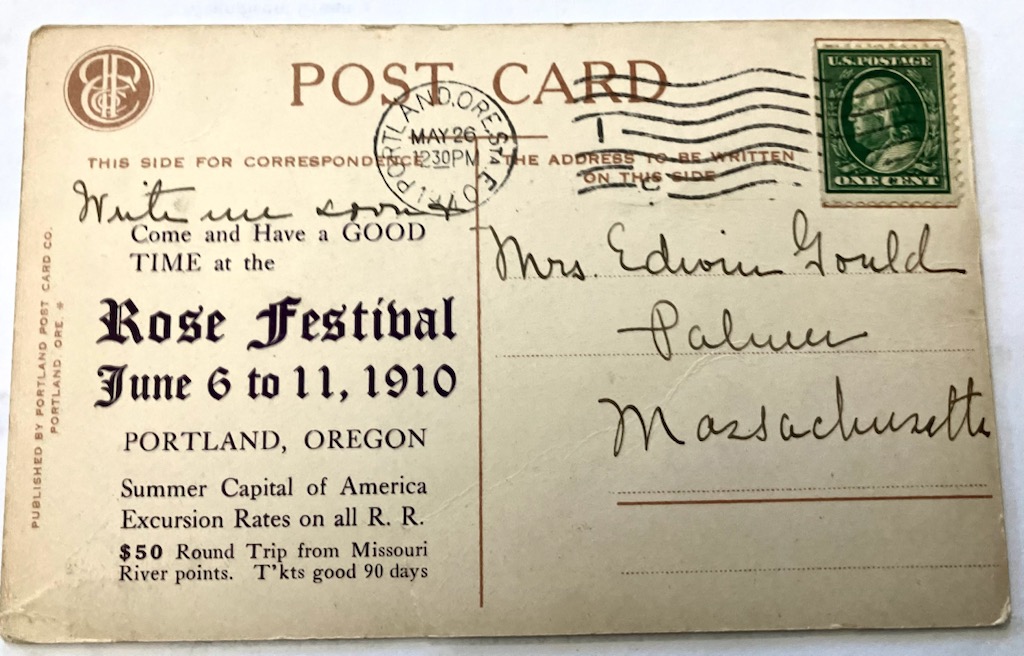 POST CARD
U.S. POSTAGE
ONE CENT
PORTLAND, ORE. STA.
MAY 26
230 PM
1
THIS SIDE FOR CORRESPONDENCE
THE ADDRESS TO BE WRITTEN
ON THIS SIDE
Write me soon
Come and Have a GOOD
TIME at the
Rose Festival
June 6 to 11, 1910
PORTLAND, OREGON
Summer Capital of America
Excursion Rates on all R. R.
$50 Round Trip from Missouri
River points. T'kts good 90 days
PUBLISHED BY PORTLAND POST CARD CO.
PORTLAND ORE.
Mrs. Edwin Gould
Palmer
Massachusetts